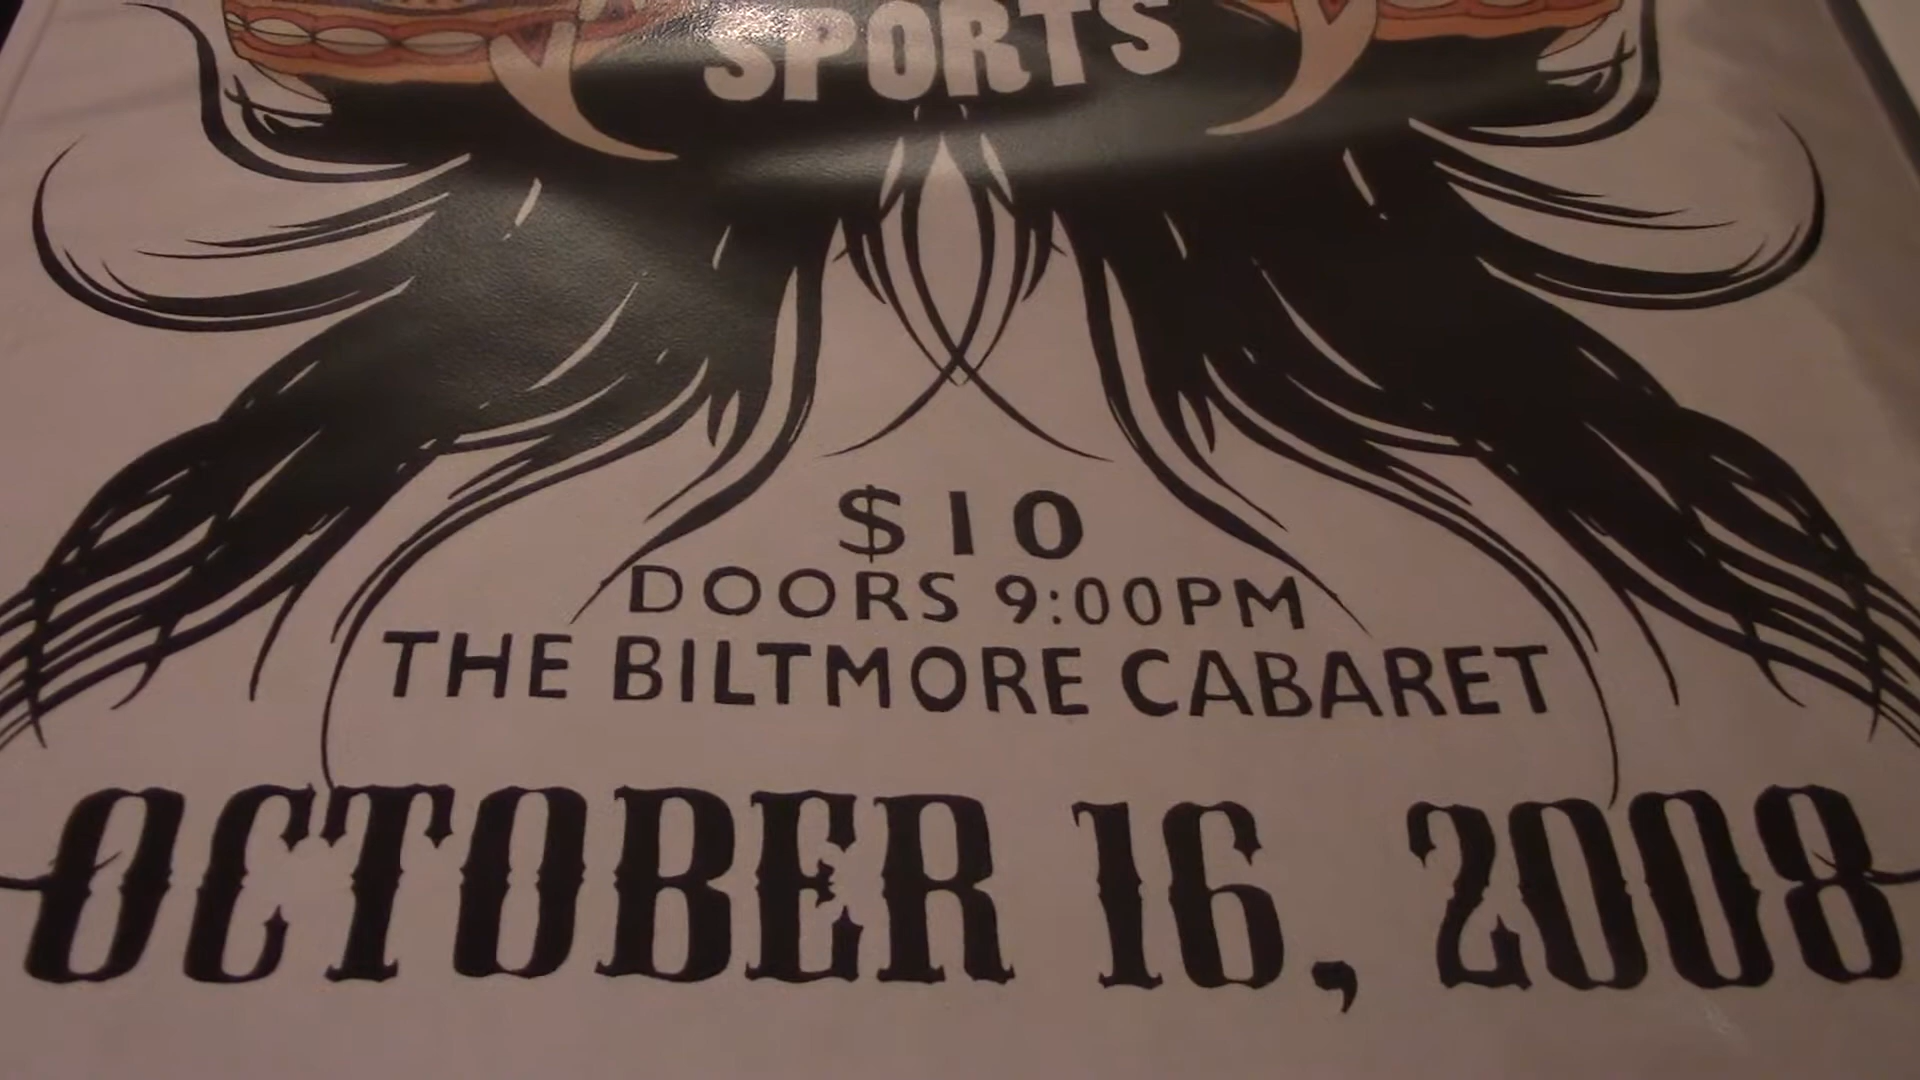 SPORTS
$10
DOORS 9:00PM
THE BILTMORE CABARET
OCTOBER 16, 2008